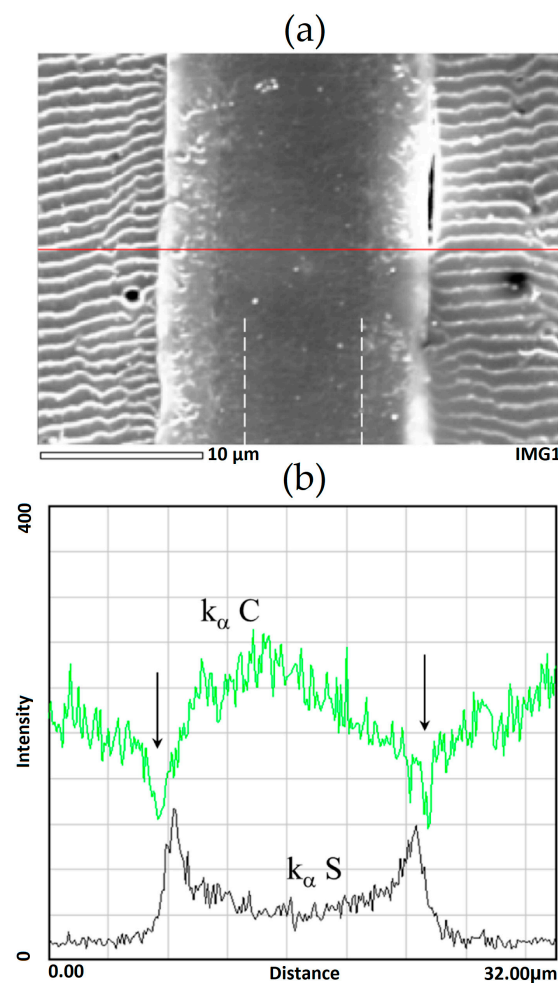 (a)
10 μm
IMG1
(b)
400
kα C
Intensity
kα S
0
0.00 Distance 32.00μm